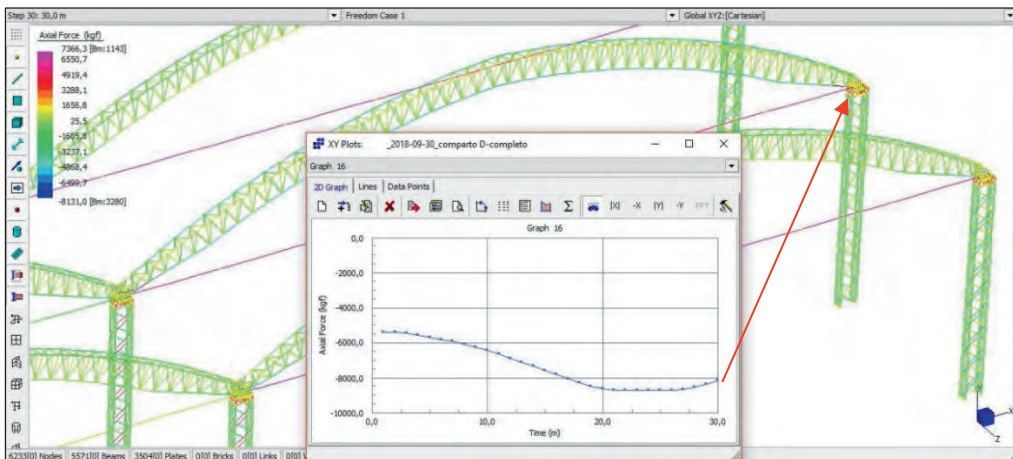 Step 30: 30,0 m
Freedom Case 1
Global XYZ:[Cartesian]
Axial Force (kgf)
7366,3 [Bm:1143]
6550,7
4919,4
3288,1
1656,8
25,5
-1605,8
-3237,1
-4868,4
-6499,7
-8131,0 [Bm:3280]
XY Plots: _2018-09-30_comparto D-completo
Graph 16
2D Graph
Lines
Data Points
|X|
-X
|Y|
-Y
Graph 16
Axial Force (kgf)
0,0
-2000,0
-4000,0
-6000,0
-8000,0
-10000,0
0,0
10,0
20,0
30,0
Time (m)
Y
X
Z
6233[0] Nodes
5571[0] Beams
3504[0] Plates
0[0] Bricks
0[0] Links